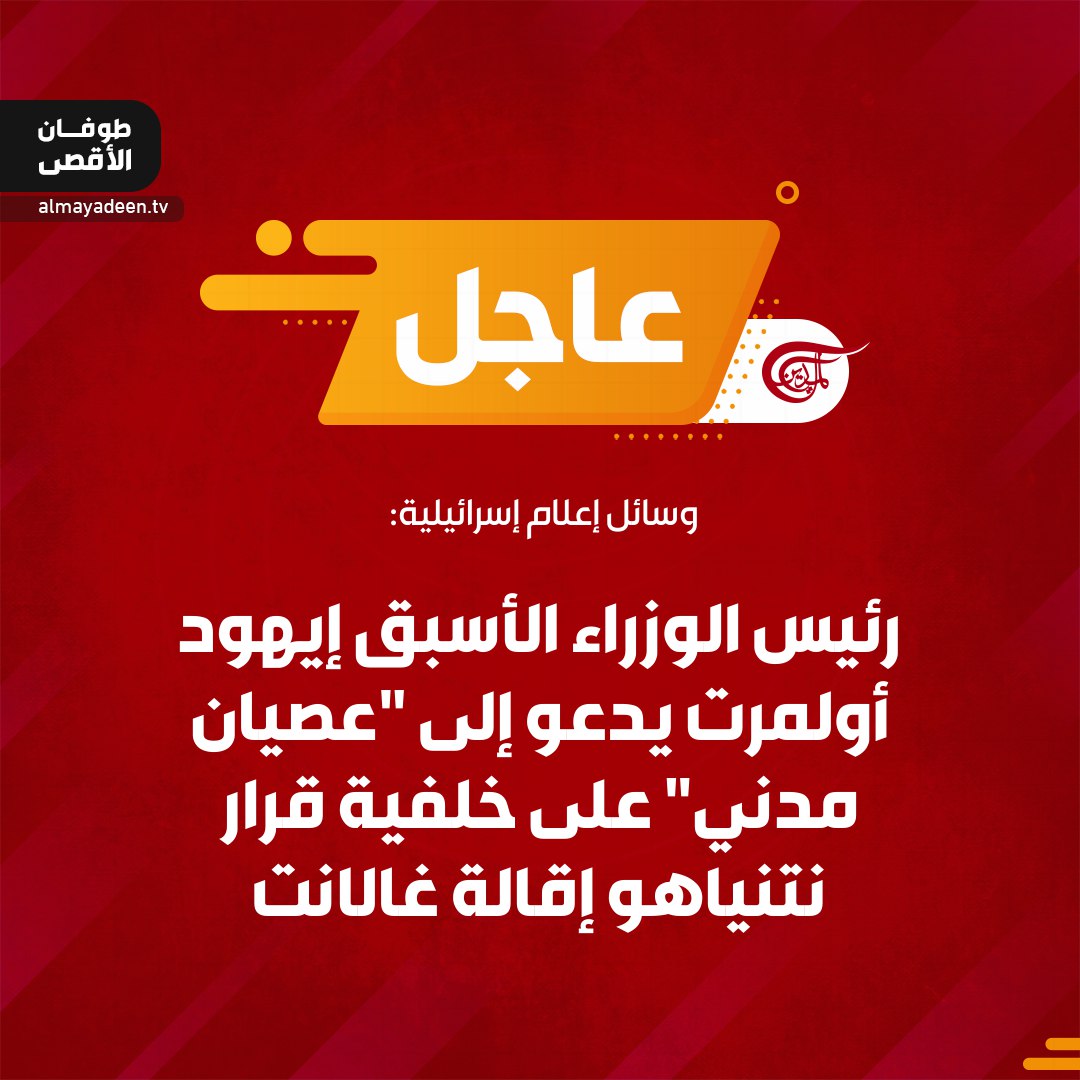 طوفان
الأقصى
almayadeen.tv
عاجل
الميادين
وسائل إعلام إسرائيلية:
رئيس الوزراء الأسبق إيهود
أولمرت يدعو إلى "عصيان
مدني" على خلفية قرار
نتنياهو إقالة غالانت